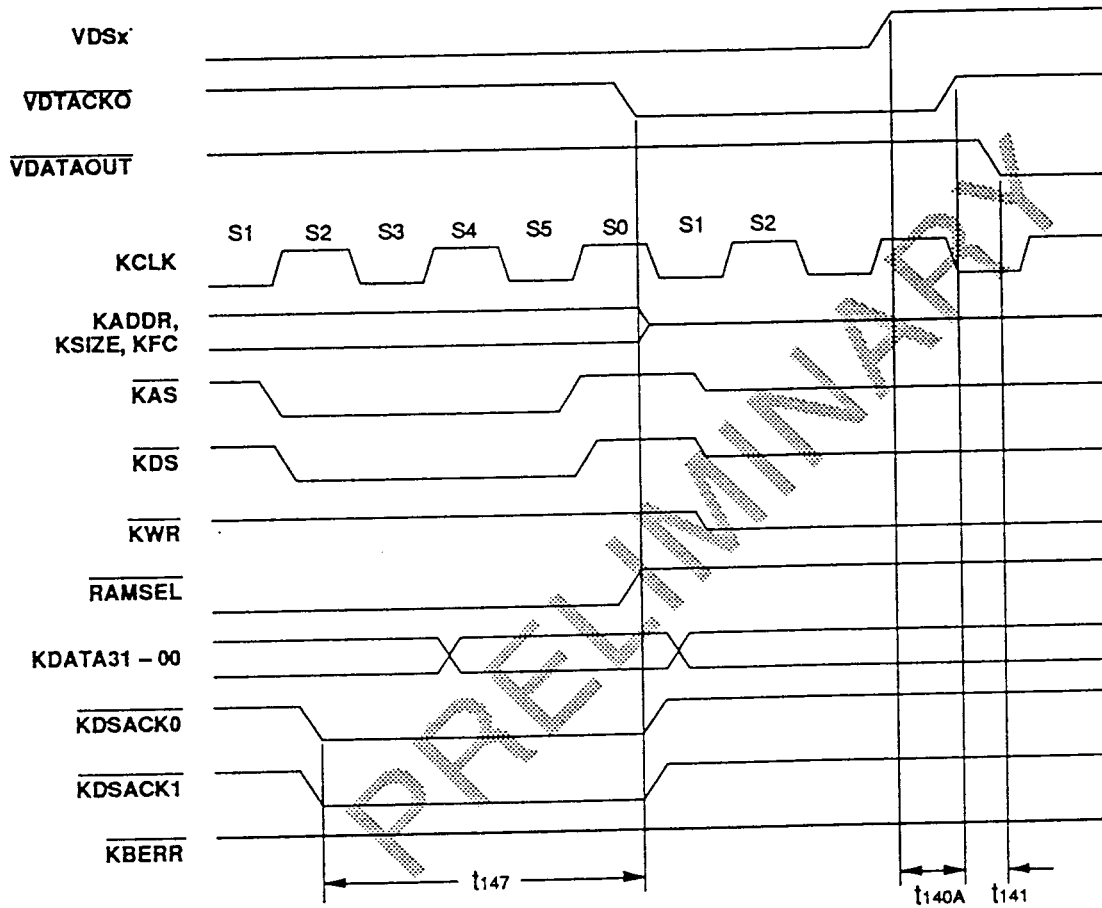 VDSx
VDTACKO
VDATAOUT
S1 S2 S3 S4 S5 S0 S1 S2
KCLK
KADDR,
KSIZE, KFC
KAS
KDS
KWR
RAMSEL
KDATA31 – 00
KDSACK0
KDSACK1
KBERR
t147
t140A
t141
PRELIMINARY